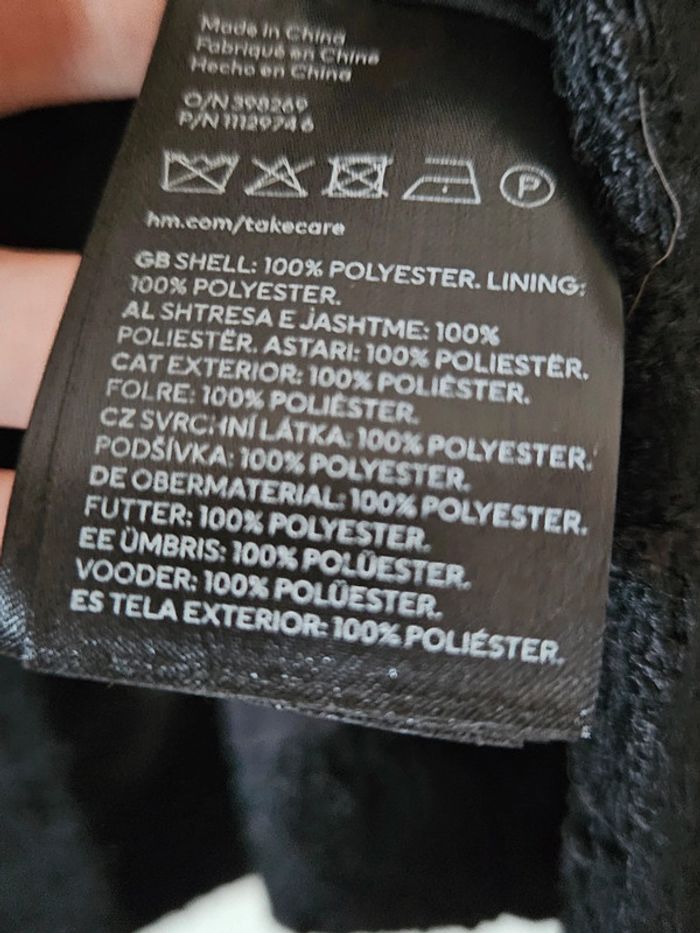 Made in China
Fabriqué en Chine
Hecho en China
O/N 398269
P/N 1112974 6
P
hm.com/takecare
GB SHELL: 100% POLYESTER. LINING:
100% POLYESTER.
AL SHTRESA E JASHTME: 100%
POLIESTËR. ASTARI: 100% POLIESTËR.
CAT EXTERIOR: 100% POLIÈSTER.
FOLRE: 100% POLIÈSTER.
CZ SVRCHNÍ LÁTKA: 100% POLYESTER.
PODŠÍVKA: 100% POLYESTER.
DE OBERMATERIAL: 100% POLYESTER.
FUTTER: 100% POLYESTER.
EE ÜMBRIS: 100% POLÜESTER.
VOODER: 100% POLÜESTER.
ES TELA EXTERIOR: 100% POLIÉSTER.